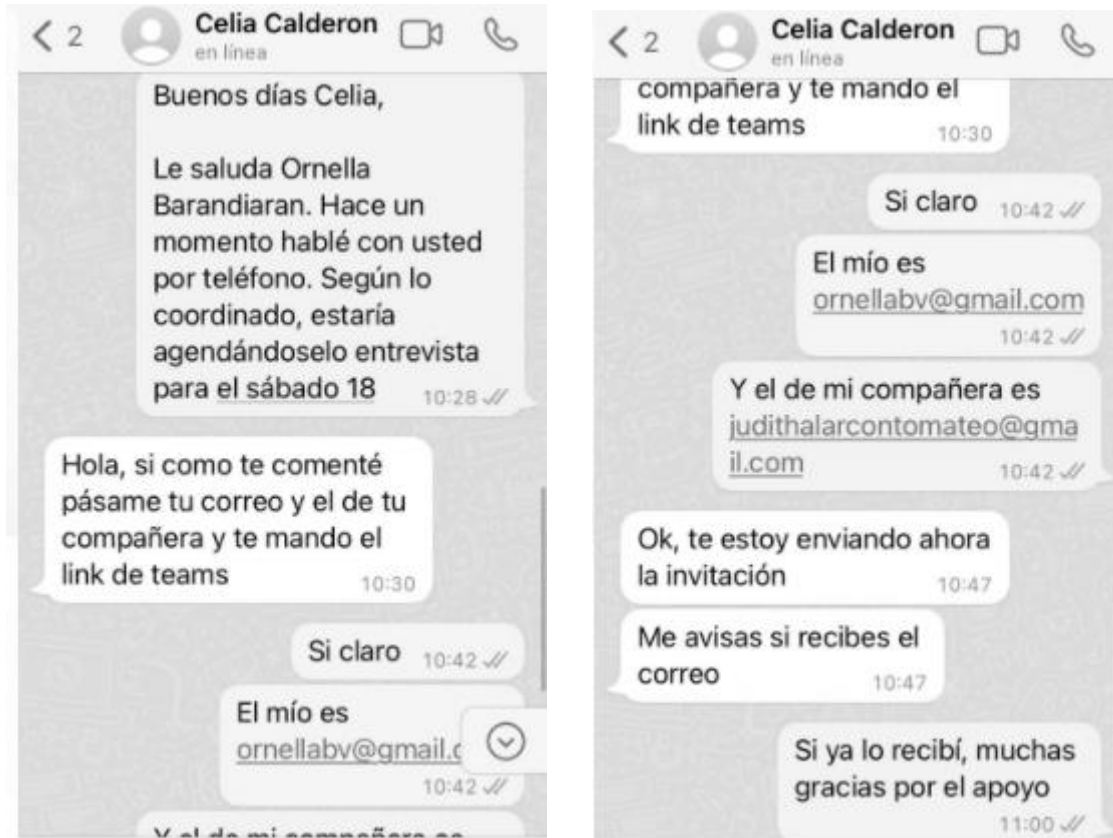 2
Celia Calderon
en línea
Buenos días Celia,
Le saluda Ornella
Barandiaran. Hace un
momento hablé con usted
por teléfono. Según lo
coordinado, estaría
agendándoselo entrevista
para el sábado 18
10:28
Hola, si como te comenté
pásame tu correo y el de tu
compañera y te mando el
link de teams
10:30
Si claro
10:42
El mío es
ornellabv@gmail.c
10:42
Y el de mi compañera es
2
Celia Calderon
en línea
compañera y te mando el
link de teams
10:30
Si claro
10:42
El mío es
ornellabv@gmail.com
10:42
Y el de mi compañera es
judithalarcontomateo@gma
il.com
10:42
Ok, te estoy enviando ahora
la invitación
10:47
Me avisas si recibes el
correo
10:47
Si ya lo recibí, muchas
gracias por el apoyo
11:00